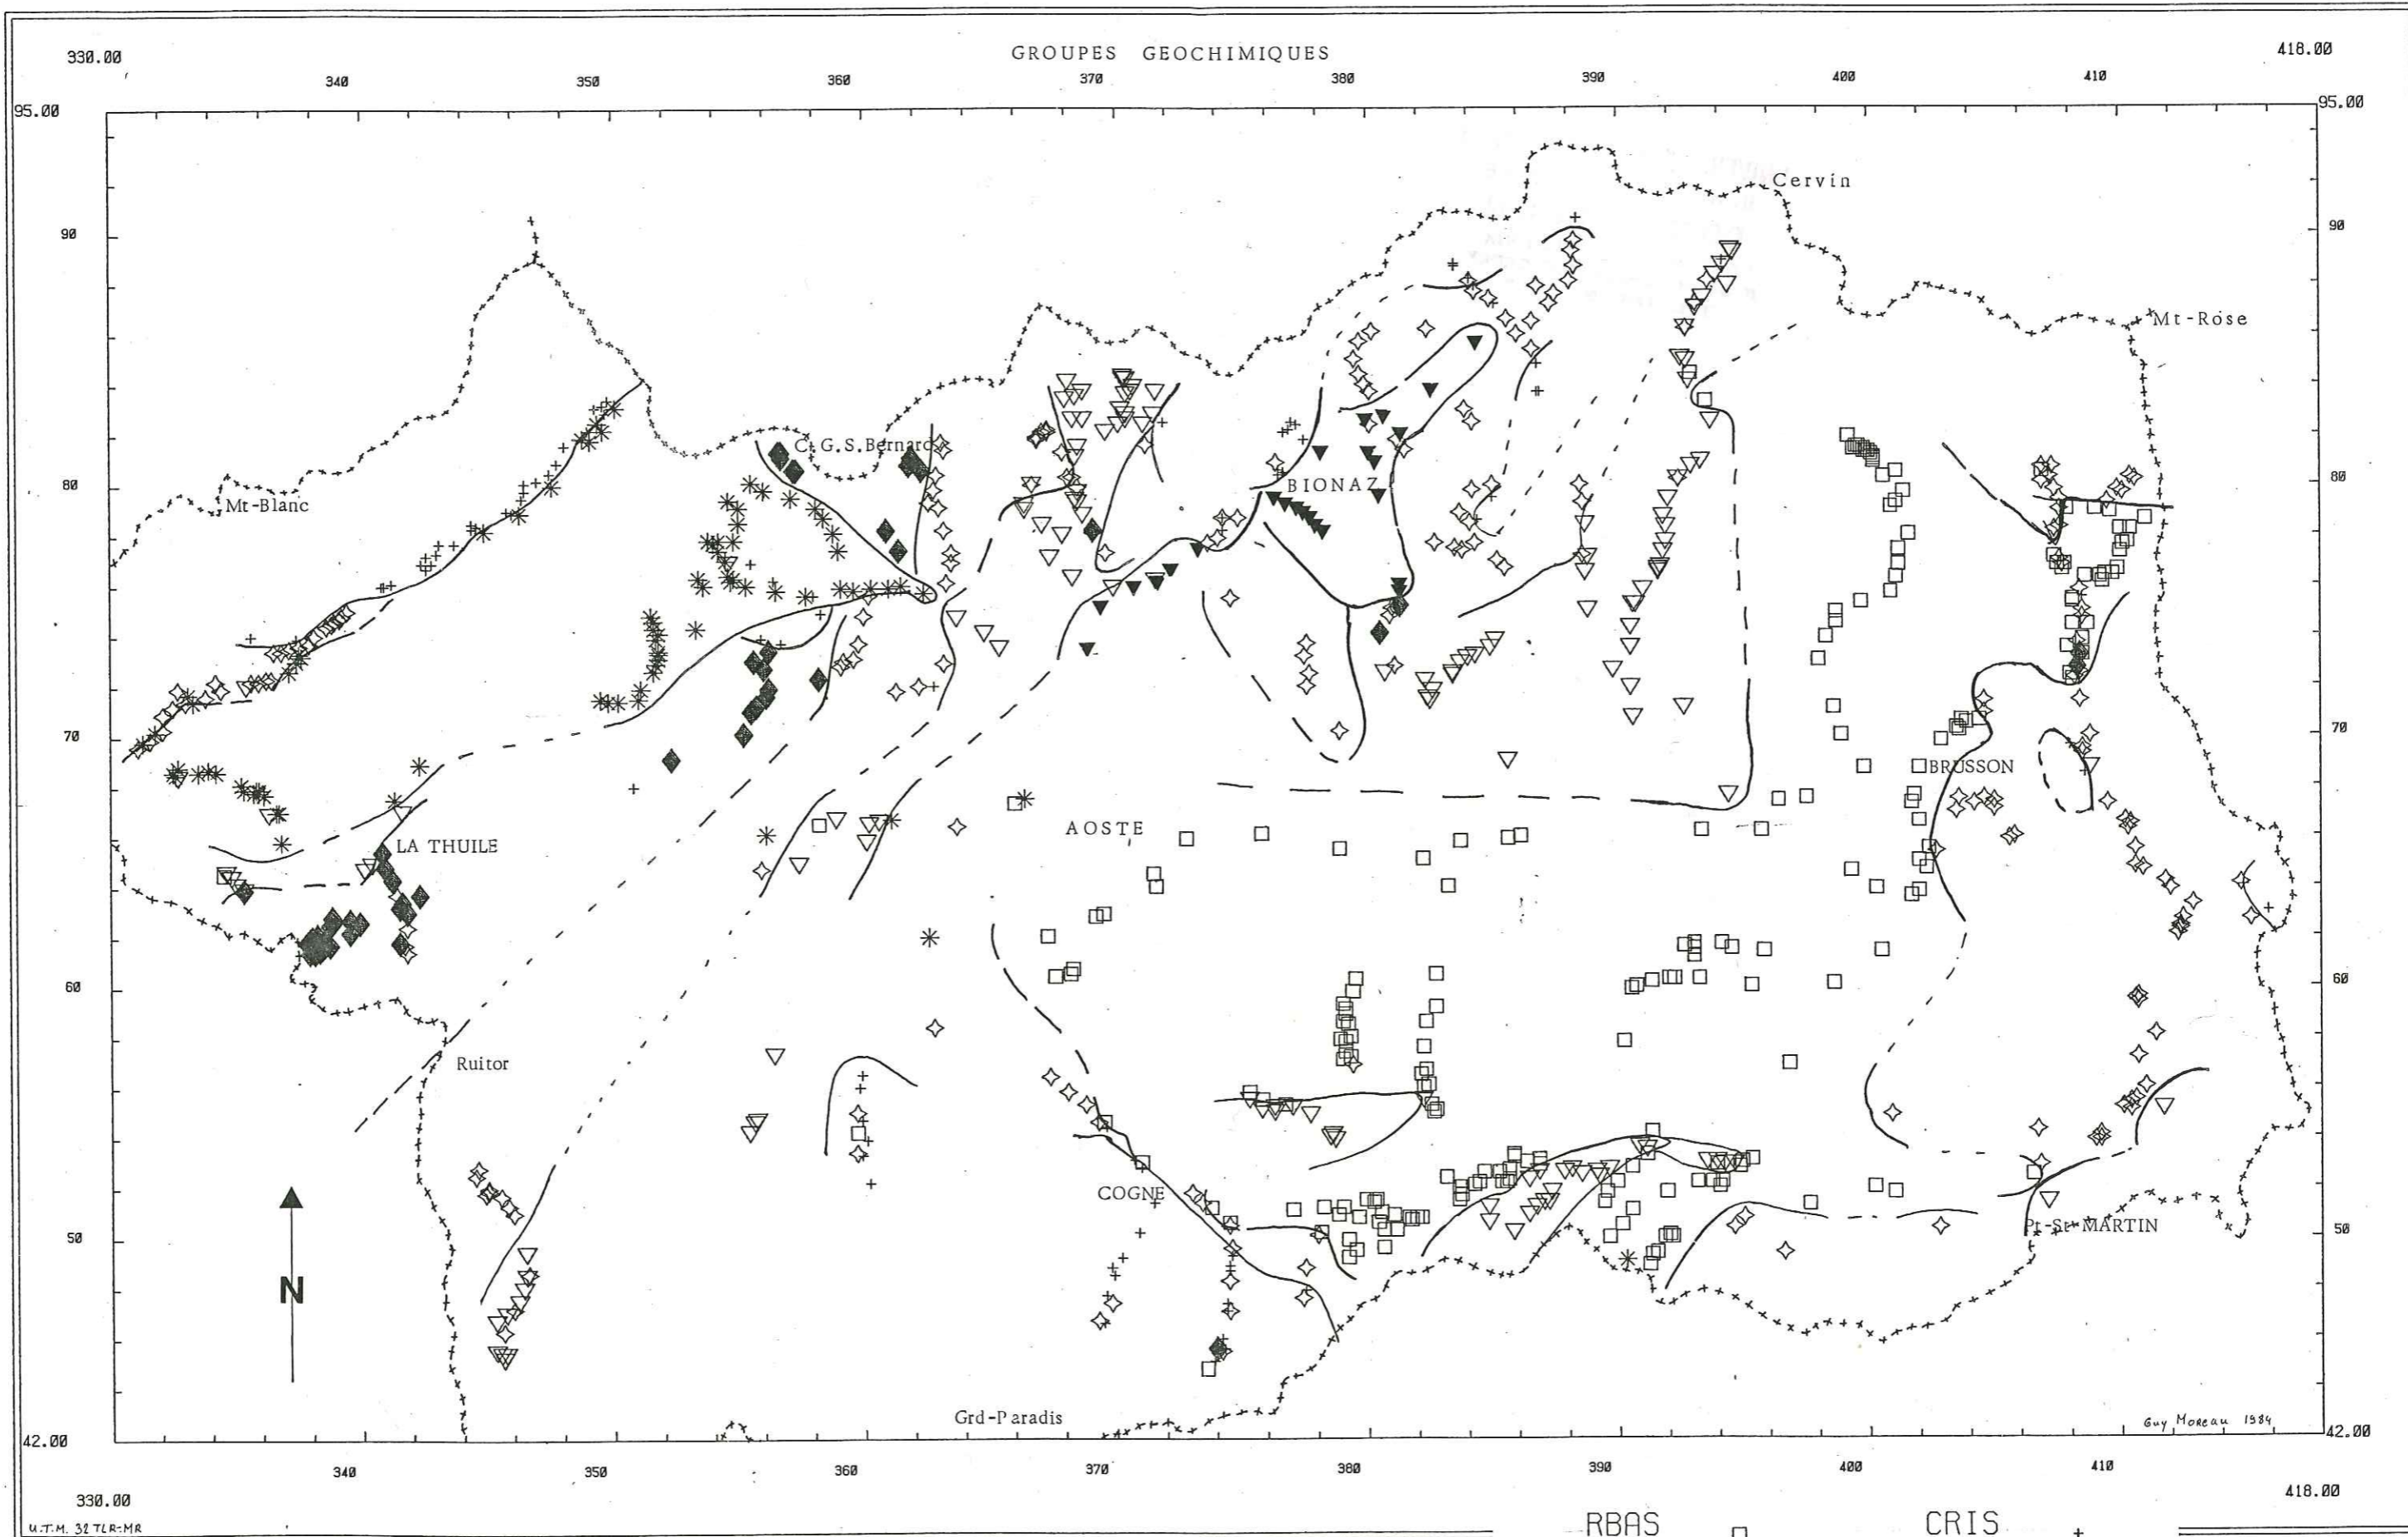 GROUPES GEOCHIMIQUES
330.00 418.00
340 350 360 370 380 390 400 410
95.00 95.00
Cervin
90 90
Mt-Rose
C.G.S.Bernard
80 80
Mt-Blanc
BIONAZ
70 70
BRUSSON
AOSTE
LA THUILE
60 60
Ruitor
COGNE
50 50
Pt-St-MARTIN
N
Grd-Paradis
Guy Moreau 1984
42.00 42.00
340 350 360 370 380 390 400 410
330.00 418.00
U.T.M. 32 TLR-MR
RBAS CRIS